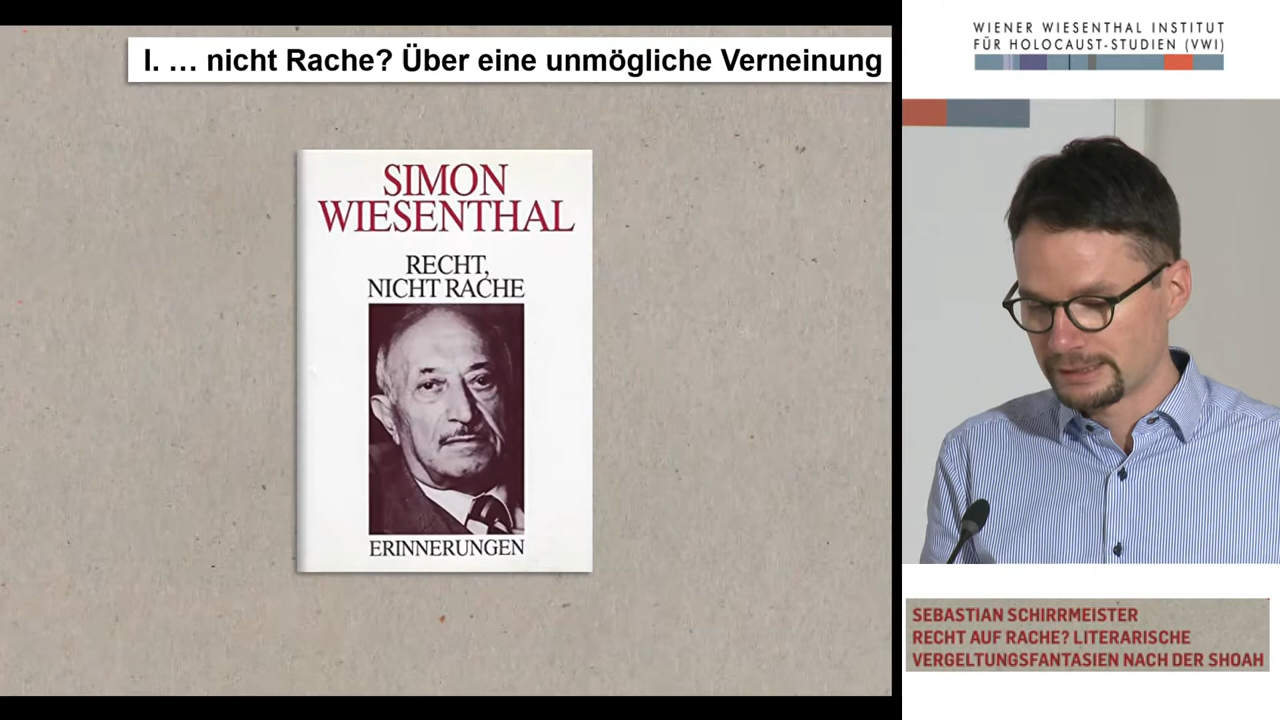 I. … nicht Rache? Über eine unmögliche Verneinung
SIMON
WIESENTHAL
RECHT,
NICHT RACHE
ERINNERUNGEN
WIENER WIESENTHAL INSTITUT
FÜR HOLOCAUST-STUDIEN (VWI)
SEBASTIAN SCHIRRMEISTER
RECHT AUF RACHE? LITERARISCHE
VERGELTUNGSFANTASIEN NACH DER SHOAH